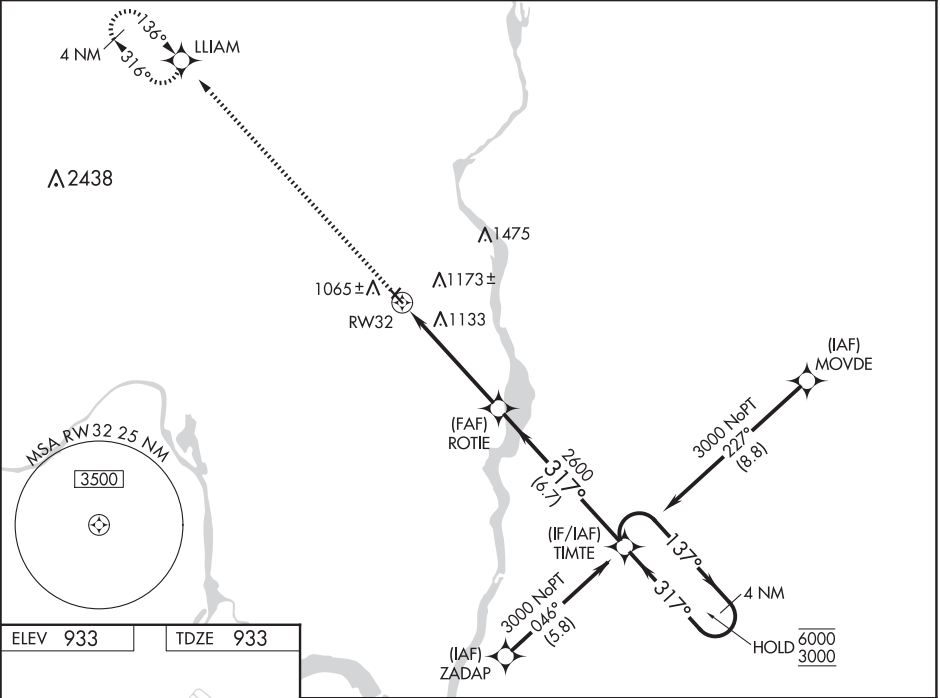 136°
316°
4 NM
LLIAM
2438
1475
1065±
1173±
RW32
1133
(IAF)
MOVDE
(FAF)
ROTIE
3000 NoPT
227°
(8.8)
MSA RW 32 25 NM
3500
2600
317°
(6.7)
(IF/IAF)
TIMTE
137°
317°
4 NM
3000 NoPT
046°
(5.8)
HOLD 6000
3000
(IAF)
ZADAP
ELEV 933
TDZE 933